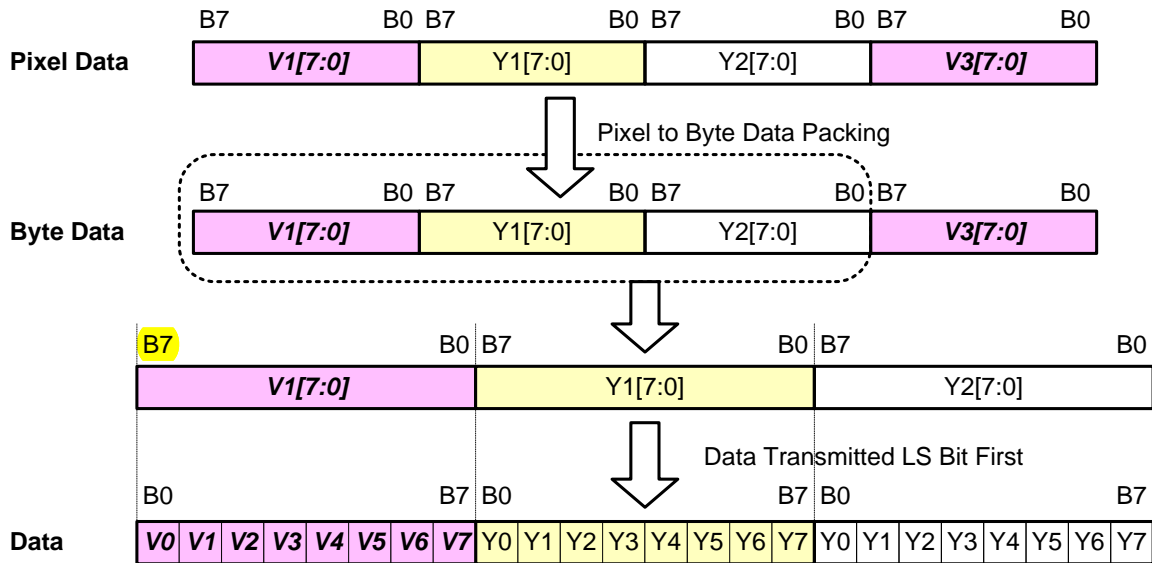 B7 B0 B7 B0 B7 B0 B7 B0
Pixel Data V1[7:0] Y1[7:0] Y2[7:0] V3[7:0]
Pixel to Byte Data Packing
B7 B0 B7 B0 B7 B0 B7 B0
Byte Data V1[7:0] Y1[7:0] Y2[7:0] V3[7:0]
B7 B0 B7 B0 B7 B0
V1[7:0] Y1[7:0] Y2[7:0]
Data Transmitted LS Bit First
B0 B7 B0 B7 B0 B7
Data V0 V1 V2 V3 V4 V5 V6 V7 Y0 Y1 Y2 Y3 Y4 Y5 Y6 Y7 Y0 Y1 Y2 Y3 Y4 Y5 Y6 Y7